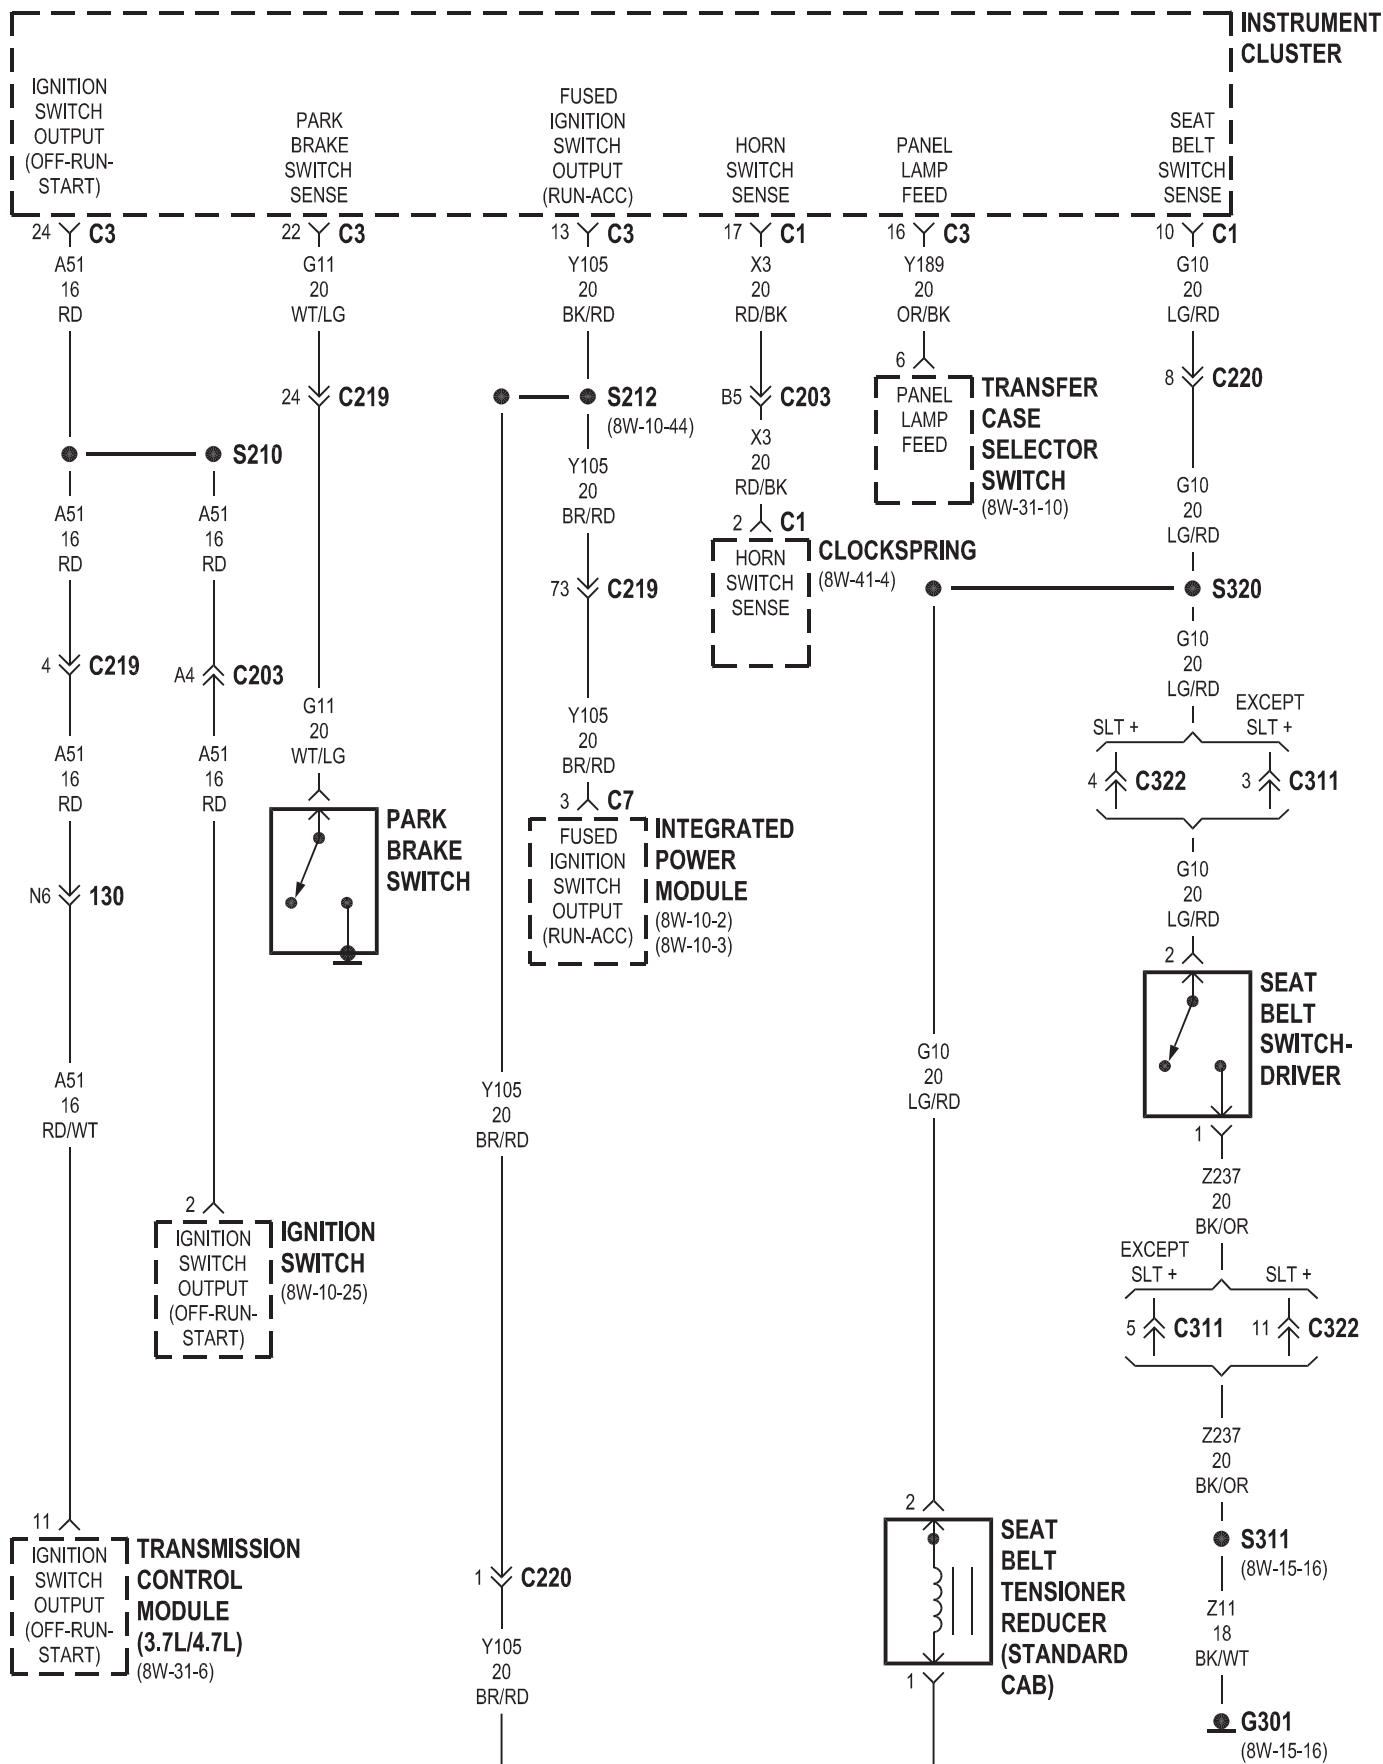 INSTRUMENT
CLUSTER
IGNITION
SWITCH
OUTPUT
(OFF-RUN-
START)
PARK
BRAKE
SWITCH
SENSE
FUSED
IGNITION
SWITCH
OUTPUT
(RUN-ACC)
HORN
SWITCH
SENSE
PANEL
LAMP
FEED
SEAT
BELT
SWITCH
SENSE
24 C3
22 C3
13 C3
17 C1
16 C3
10 C1
A51
16
RD
G11
20
WT/LG
Y105
20
BK/RD
X3
20
RD/BK
Y189
20
OR/BK
G10
20
LG/RD
24 C219
S212
(8W-10-44)
B5 C203
6
PANEL
LAMP
FEED
TRANSFER
CASE
SELECTOR
SWITCH
(8W-31-10)
8 C220
S210
X3
20
RD/BK
Y105
20
BR/RD
G10
20
LG/RD
A51
16
RD
A51
16
RD
2 C1
HORN
SWITCH
SENSE
CLOCKSPRING
(8W-41-4)
73 C219
S320
G10
20
LG/RD
4 C219
A4 C203
G11
20
WT/LG
Y105
20
BR/RD
SLT +
EXCEPT
SLT +
4 C322
3 C311
A51
16
RD
A51
16
RD
PARK
BRAKE
SWITCH
3 C7
FUSED
IGNITION
SWITCH
OUTPUT
(RUN-ACC)
INTEGRATED
POWER
MODULE
(8W-10-2)
(8W-10-3)
G10
20
LG/RD
N6 130
2
SEAT
BELT
SWITCH-
DRIVER
1
A51
16
RD/WT
Y105
20
BR/RD
G10
20
LG/RD
Z237
20
BK/OR
2
IGNITION
SWITCH
OUTPUT
(OFF-RUN-
START)
IGNITION
SWITCH
(8W-10-25)
EXCEPT
SLT +
SLT +
5 C311
11 C322
Z237
20
BK/OR
11
IGNITION
SWITCH
OUTPUT
(OFF-RUN-
START)
TRANSMISSION
CONTROL
MODULE
(3.7L/4.7L)
(8W-31-6)
1 C220
Y105
20
BR/RD
2
SEAT
BELT
TENSIONER
REDUCER
(STANDARD
CAB)
1
S311
(8W-15-16)
Z11
18
BK/WT
G301
(8W-15-16)